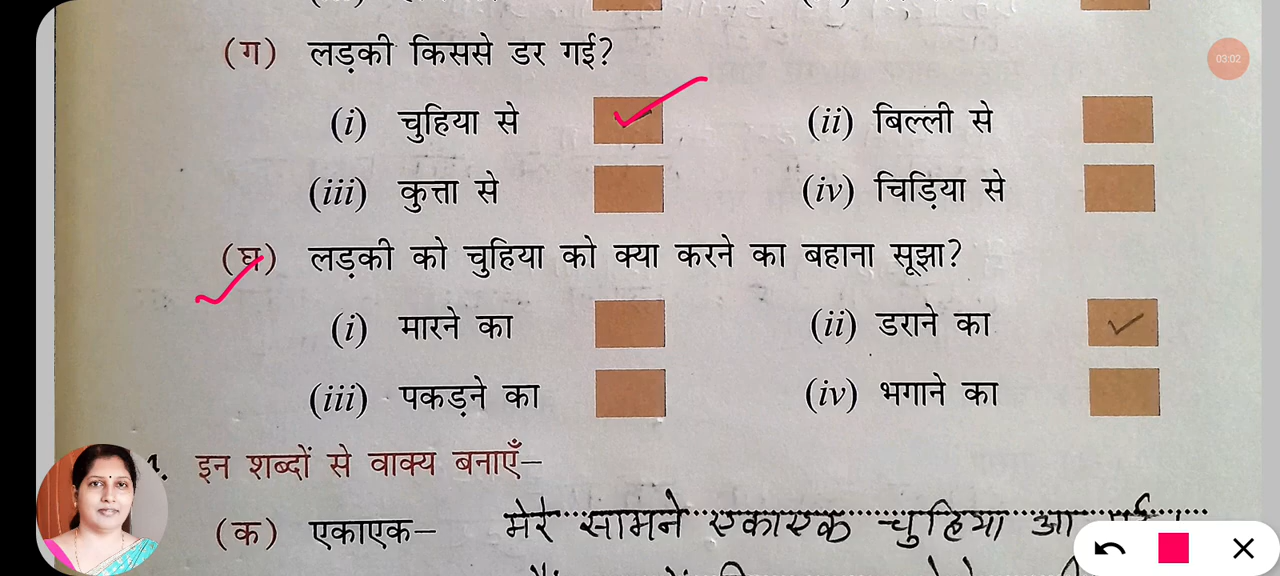 03:02
(ग) लड़की किससे डर गई?
(i) चुहिया से (ii) बिल्ली से
(iii) कुत्ता से (iv) चिड़िया से
(घ) लड़की को चुहिया को क्या करने का बहाना सूझा?
(i) मारने का (ii) डराने का
(iii) पकड़ने का (iv) भगाने का
इन शब्दों से वाक्य बनाएँ–
(क) एकाएक– मेरे सामने एकाएक चुहिया आ